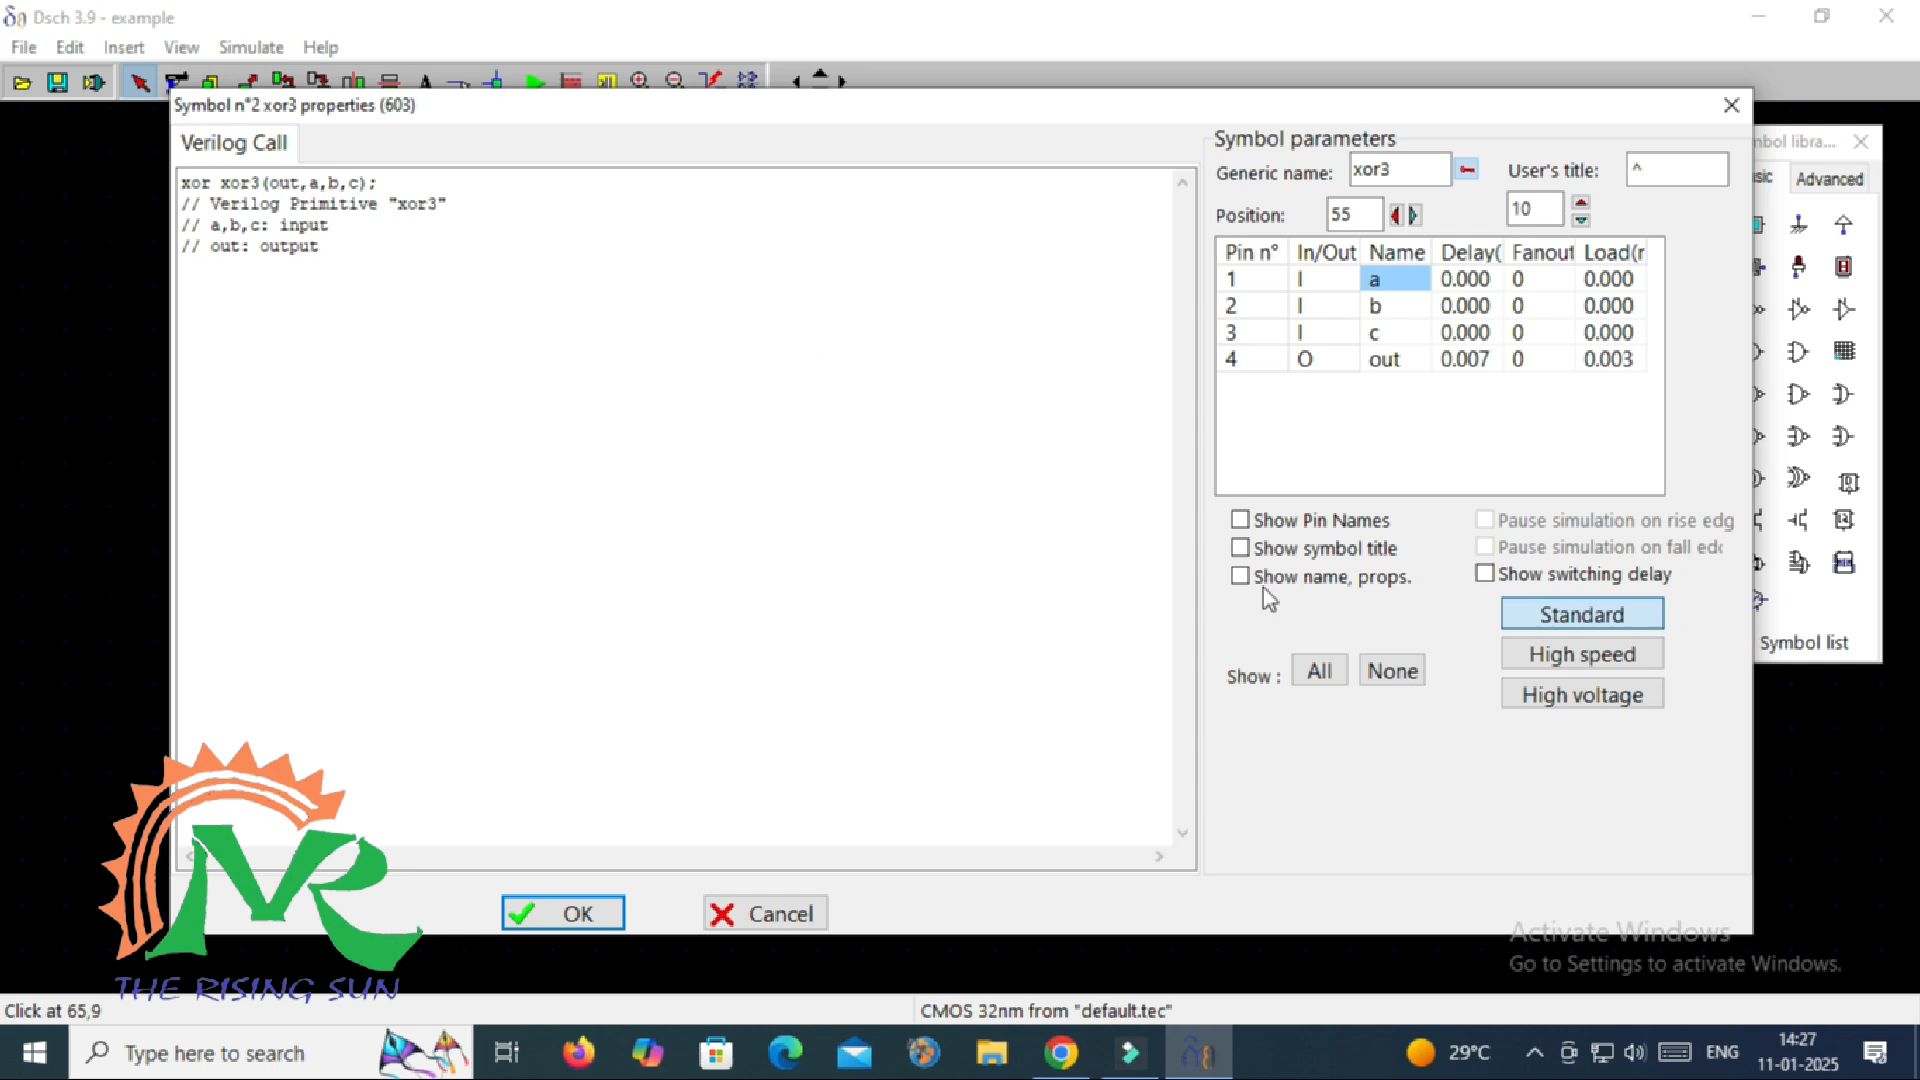 Dsch 3.9 - example
File Edit Insert View Simulate Help
Symbol n°2 xor3 properties (603)
Verilog Call
xor xor3(out,a,b,c);
// Verilog Primitive "xor3"
// a,b,c: input
// out: output
Symbol parameters
Generic name: xor3 User's title: ^
Position: 55 10
Pin n° In/Out Name Delay( Fanout Load(r
1 I a 0.000 0 0.000
2 I b 0.000 0 0.000
3 I c 0.000 0 0.000
4 O out 0.007 0 0.003
Show Pin Names
Show symbol title
Show name, props.
Pause simulation on rise edg
Pause simulation on fall ed
Show switching delay
Standard
High speed
High voltage
Show : All None
OK Cancel
nbol libra...
sic Advanced
Symbol list
THE RISING SUN
Activate Windows
Go to Settings to activate Windows.
Click at 65,9
CMOS 32nm from "default.tec"
Type here to search
29°C
ENG
14:27
11-01-2025